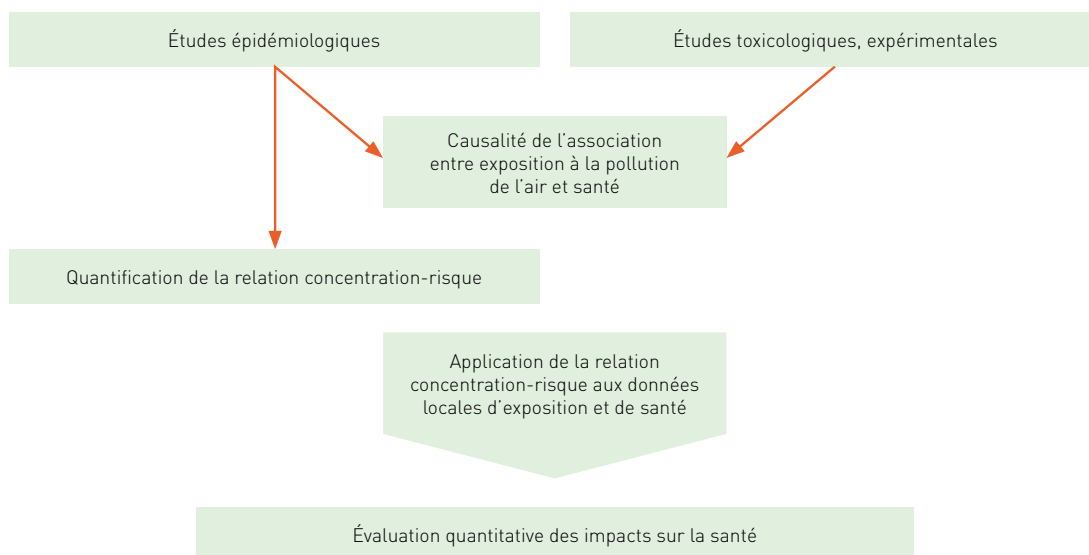 Études épidémiologiques
Études toxicologiques, expérimentales
Causalité de l'association
entre exposition à la pollution
de l'air et santé
Quantification de la relation concentration-risque
Application de la relation
concentration-risque aux données
locales d'exposition et de santé
Évaluation quantitative des impacts sur la santé